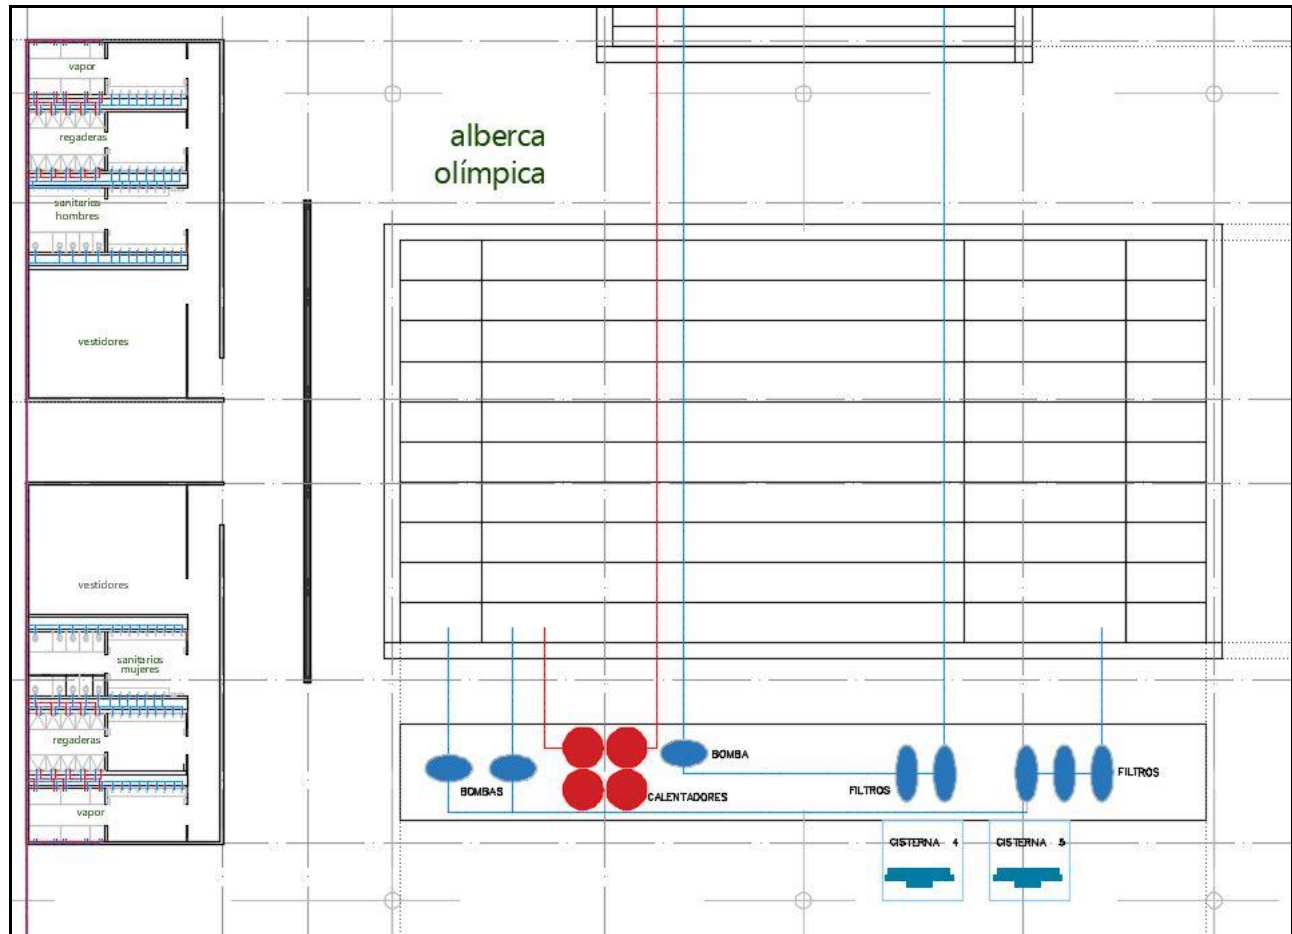 vapor
regaderas
sanitarios
hombres
vestidores
alberca
olímpica
vestidores
sanitarios
mujeres
regaderas
vapor
BOMBAS
CALENTADORES
BOMBA
FILTROS
FILTROS
CISTERNA 4
CISTERNA 5